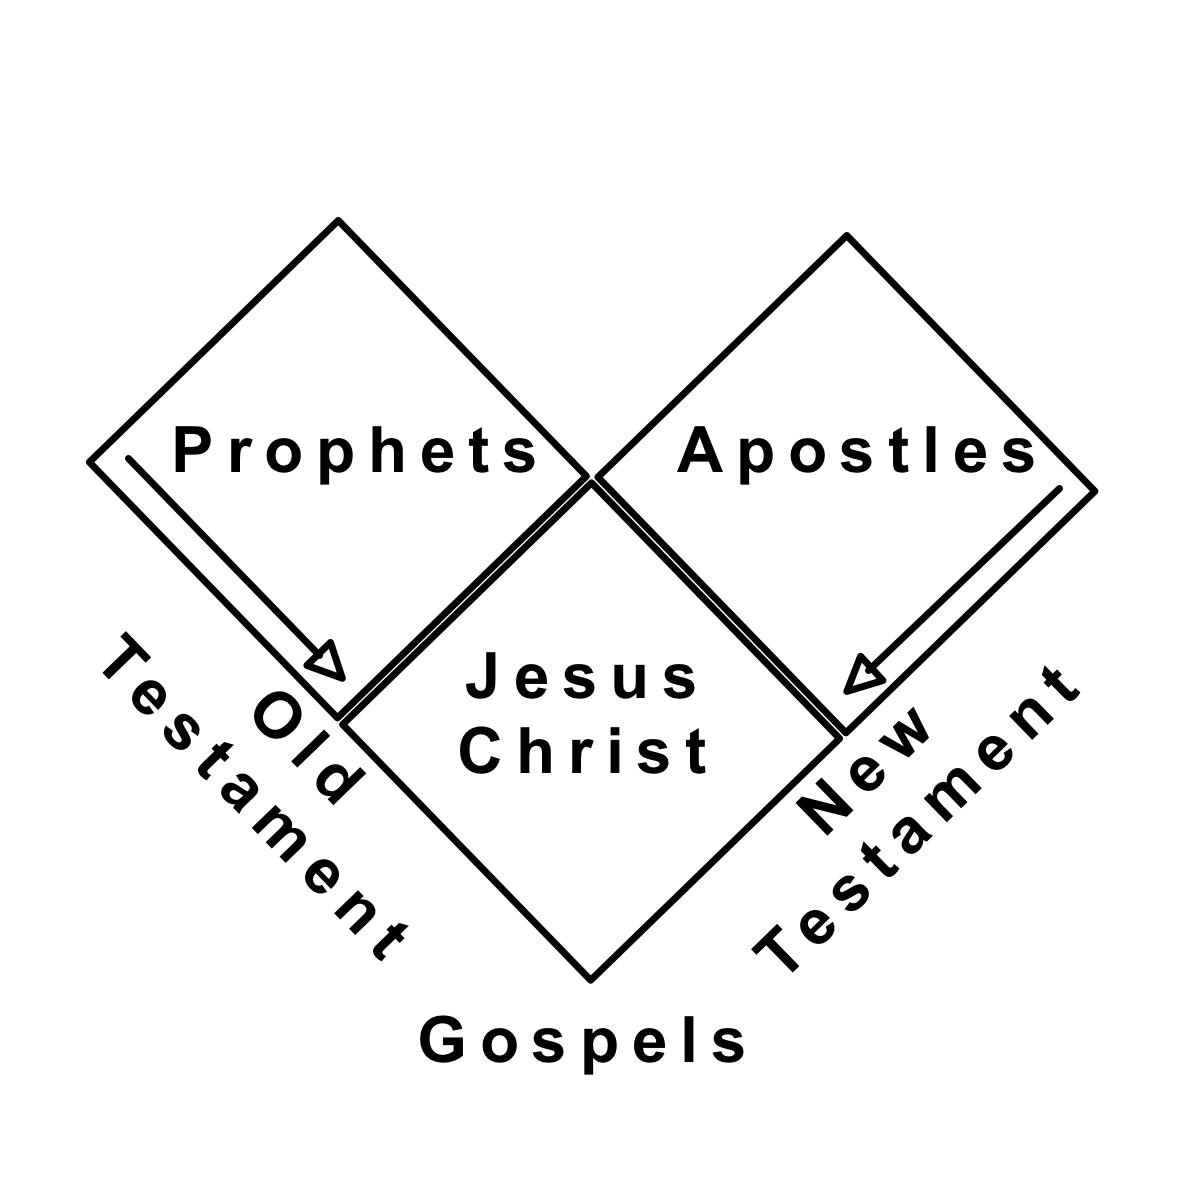 Prophets
Apostles
Jesus
Christ
Old
Testament
New
Testament
Gospels